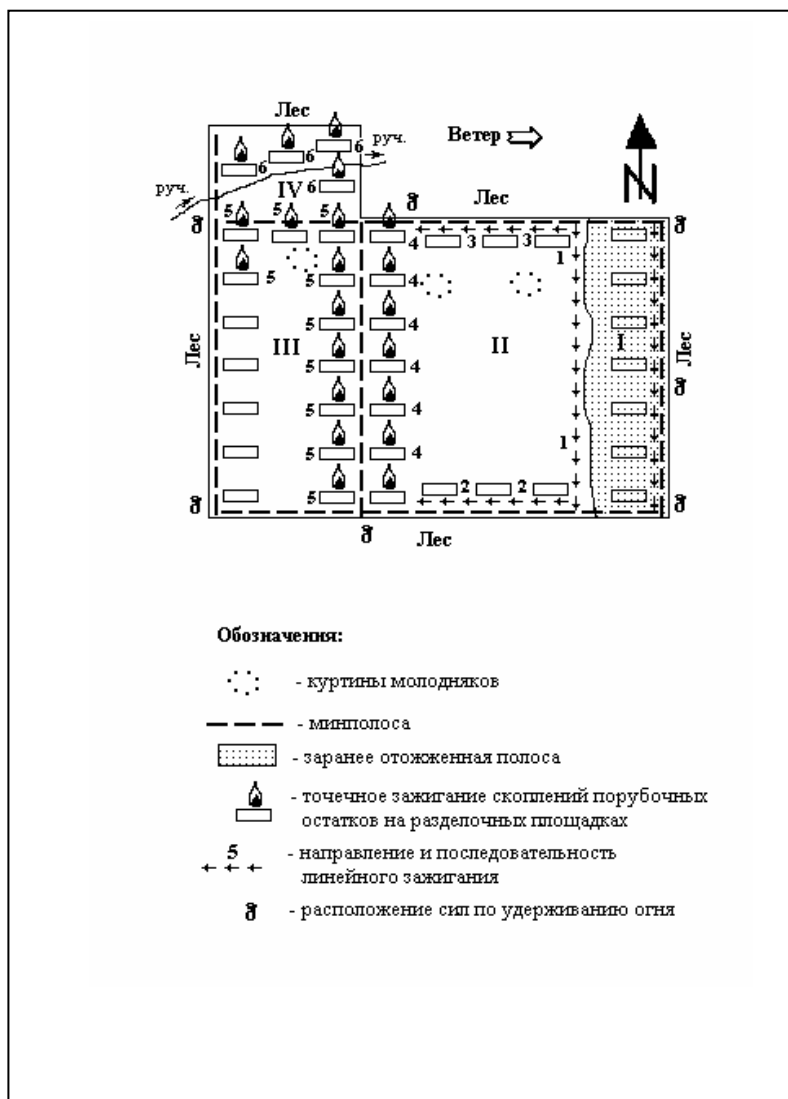 Лес
Ветер
N
руч.
6
6
6
руч.
6
IV
Лес
5
5
5
4
3
3
1
5
5
4
5
4
Лес
III
II
I
Лес
5
4
5
4
5
4
1
2
2
5
Лес
Обозначения:
- куртины молодняков
- минполоса
- заранее отожженная полоса
- точечное зажигание скоплений порубочных
остатков на разделочных площадках
5
- направление и последовательность
линейного зажигания
- расположение сил по удерживанию огня